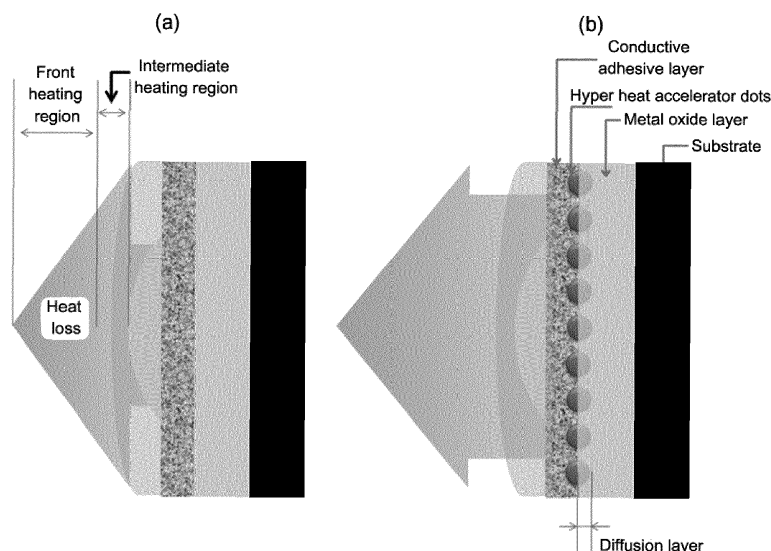 (a)
Front
heating
region
Intermediate
heating region
Heat
loss
(b)
Conductive
adhesive layer
Hyper heat accelerator dots
Metal oxide layer
Substrate
Diffusion layer